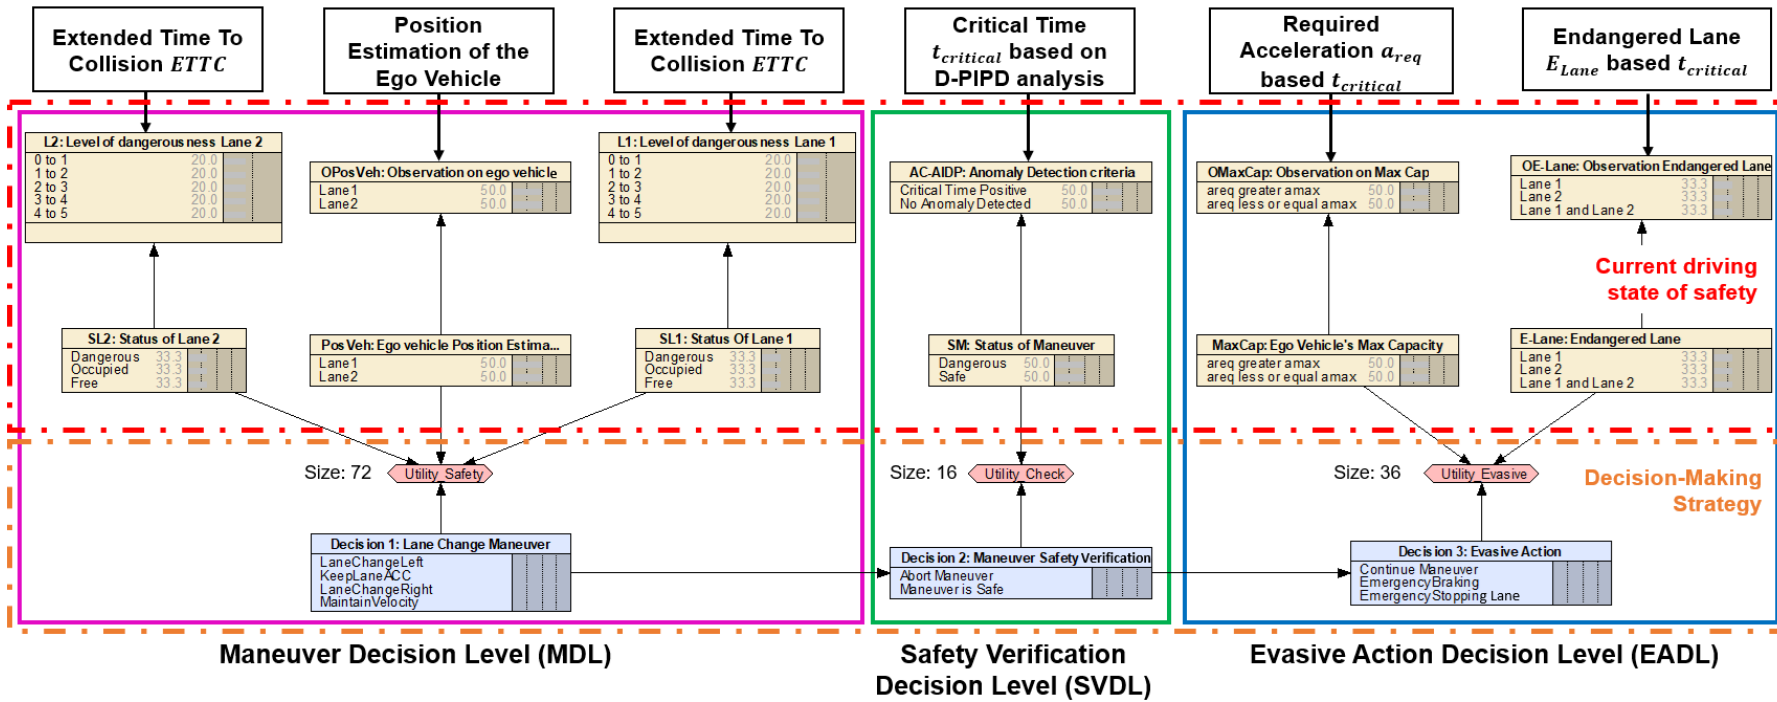 Extended Time To
Collision ETTC
Position
Estimation of the
Ego Vehicle
Extended Time To
Collision ETTC
Critical Time
t_critical based on
D-PIPD analysis
Required
Acceleration a_req
based t_critical
Endangered Lane
E_Lane based t_critical
L2: Level of dangerousness Lane 2
0 to 1 20.0
1 to 2 20.0
2 to 3 20.0
3 to 4 20.0
4 to 5 20.0
OPosVeh: Observation on ego vehicle
Lane1 50.0
Lane2 50.0
L1: Level of dangerousness Lane 1
0 to 1 20.0
1 to 2 20.0
2 to 3 20.0
3 to 4 20.0
4 to 5 20.0
AC-AIDP: Anomaly Detection criteria
Critical Time Positive 50.0
No Anomaly Detected 50.0
OMaxCap: Observation on Max Cap
areq greater amax 50.0
areq less or equal amax 50.0
OE-Lane: Observation Endangered Lane
Lane 1 33.3
Lane 2 33.3
Lane 1 and Lane 2 33.3
Current driving
state of safety
SL2: Status of Lane 2
Dangerous 33.3
Occupied 33.3
Free 33.3
PosVeh: Ego vehicle Position Estima...
Lane1 50.0
Lane2 50.0
SL1: Status Of Lane 1
Dangerous 33.3
Occupied 33.3
Free 33.3
SM: Status of Maneuver
Dangerous 50.0
Safe 50.0
MaxCap: Ego Vehicle's Max Capacity
areq greater amax 50.0
areq less or equal amax 50.0
E-Lane: Endangered Lane
Lane 1 33.3
Lane 2 33.3
Lane 1 and Lane 2 33.3
Size: 72
Utility_Safety
Size: 16
Utility_Check
Size: 36
Utility_Evasive
Decision-Making
Strategy
Decision 1: Lane Change Maneuver
LaneChangeLeft
KeepLaneACC
LaneChangeRight
MaintainVelocity
Decision 2: Maneuver Safety Verification
Abort Maneuver
Maneuver is Safe
Decision 3: Evasive Action
Continue Maneuver
EmergencyBraking
EmergencyStopping Lane
Maneuver Decision Level (MDL)
Safety Verification
Decision Level (SVDL)
Evasive Action Decision Level (EADL)